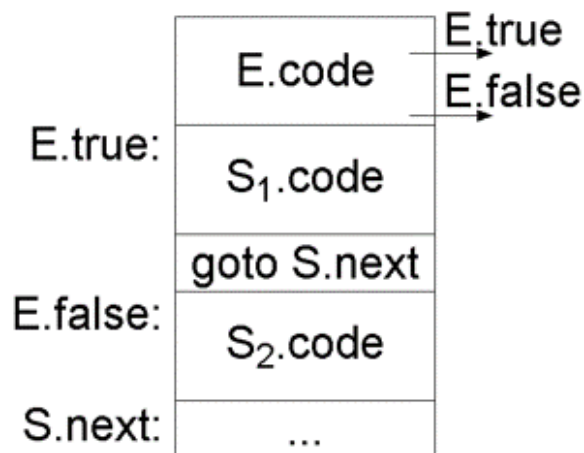 E.code
E.true
E.false
E.true:
S₁.code
goto S.next
E.false:
S₂.code
S.next:
...